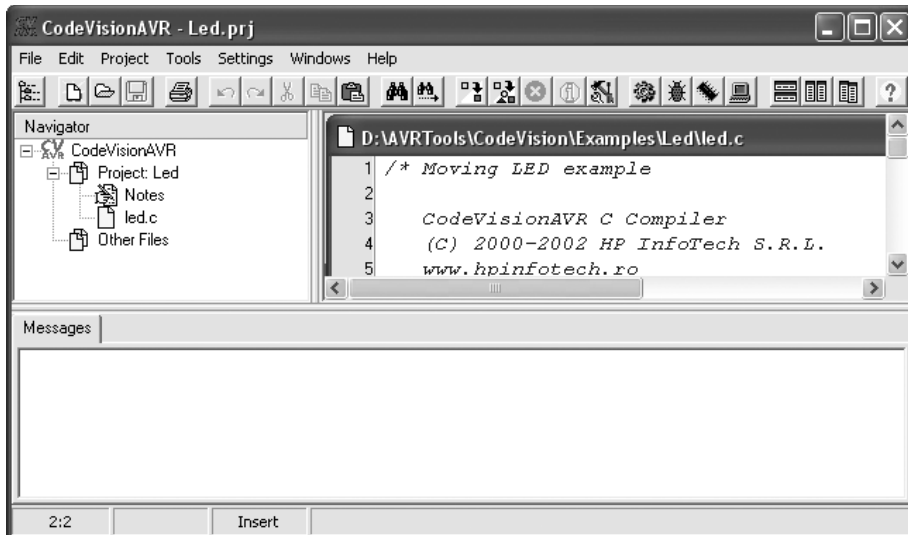 CodeVisionAVR - Led.prj
File Edit Project Tools Settings Windows Help
Navigator
CodeVisionAVR
Project: Led
Notes
led.c
Other Files
D:\AVRTools\CodeVision\Examples\Led\led.c
1 /* Moving LED example
2
3 CodeVisionAVR C Compiler
4 (C) 2000-2002 HP InfoTech S.R.L.
5 www.hpinfotech.ro
Messages
2:2 Insert